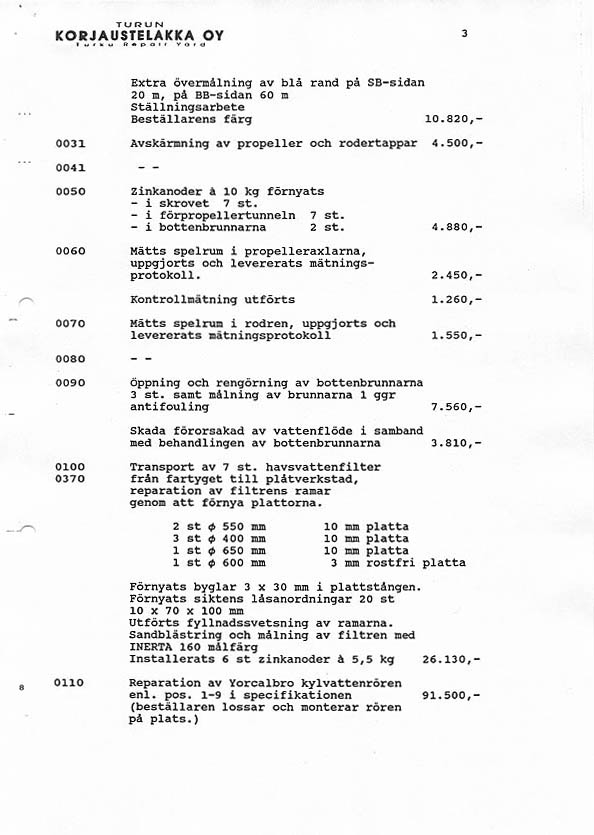 TURUN
KORJAUSTELAKKA OY
Turku Repair Yard
3
Extra övermålning av blå rand på SB-sidan
20 m, på BB-sidan 60 m
Ställningsarbete
Beställarens färg 10.820,-
0031 Avskärmning av propeller och rodertappar 4.500,-
0041 - -
0050 Zinkanoder à 10 kg förnyats
- i skrovet 7 st.
- i förpropellertunneln 7 st.
- i bottenbrunnarna 2 st. 4.880,-
0060 Mätts spelrum i propelleraxlarna,
uppgjorts och levererats mätnings-
protokoll. 2.450,-
Kontrollmätning utförts 1.260,-
0070 Mätts spelrum i rodren, uppgjorts och
levererats mätningsprotokoll 1.550,-
0080 - -
0090 Öppning och rengörning av bottenbrunnarna
3 st. samt målning av brunnarna 1 ggr
antifouling 7.560,-
Skada förorsakad av vattenflöde i samband
med behandlingen av bottenbrunnarna 3.810,-
0100 Transport av 7 st. havsvattenfilter
0370 från fartyget till plåtverkstad,
reparation av filtrens ramar
genom att förnya plattorna.
2 st ϕ 550 mm 10 mm platta
3 st ϕ 400 mm 10 mm platta
1 st ϕ 650 mm 10 mm platta
1 st ϕ 600 mm 3 mm rostfri platta
Förnyats byglar 3 x 30 mm i plattstången.
Förnyats siktens låsanordningar 20 st
10 x 70 x 100 mm
Utförts fyllnadssvetsning av ramarna.
Sandblästring och målning av filtren med
INERTA 160 målfärg
Installerats 6 st zinkanoder à 5,5 kg 26.130,-
0110 Reparation av Yorcalbro kylvattenrören
enl. pos. 1-9 i specifikationen 91.500,-
(beställaren lossar och monterar rören
på plats.)
8